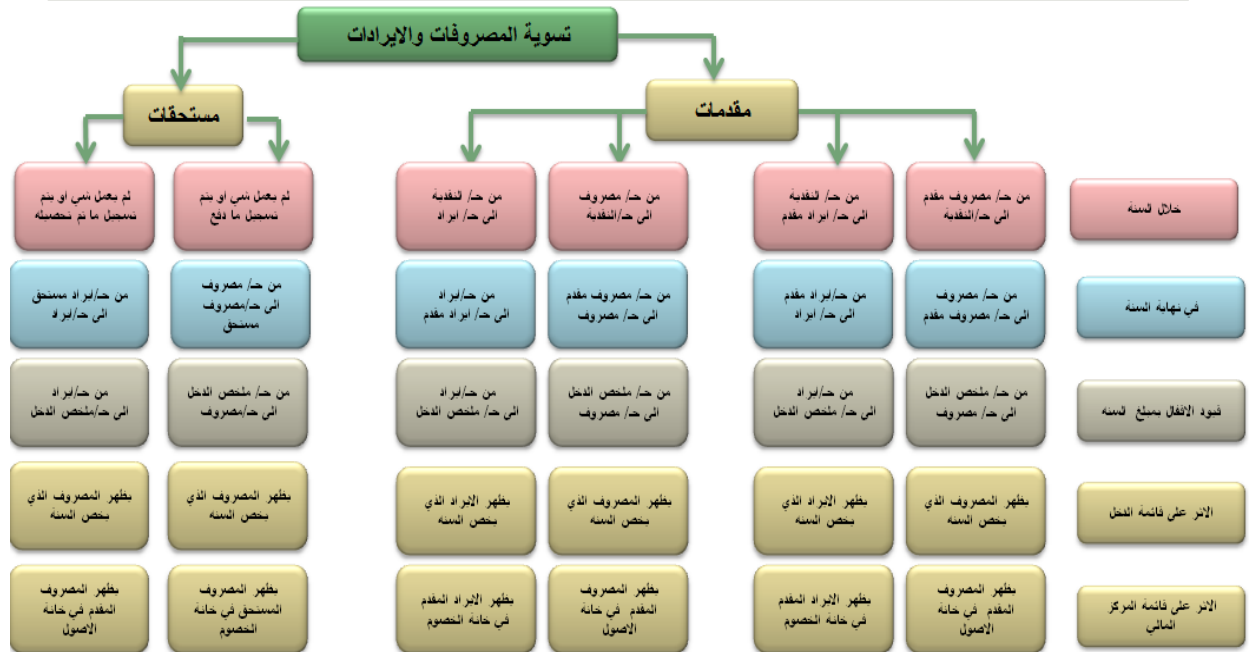 تسوية المصروفات والايرادات
مقدمات
مستحقات
خلال السنة
من حـ/ مصروف مقدم
الى حـ/النقدية
من حـ/ النقدية
الى حـ/ ايراد مقدم
من حـ/ مصروف
الى حـ/النقدية
من حـ/ النقدية
الى حـ/ ايراد
لم يعمل شي او يتم
تسجيل ما دفع
لم يعمل شي او يتم
تسجيل ما تم تحصيله
في نهاية السنة
من حـ/ مصروف
الى حـ/ مصروف مقدم
من حـ/ايراد مقدم
الى حـ/ ايراد
من حـ/ مصروف مقدم
الى حـ/ مصروف
من حـ/ايراد
الى حـ/ ايراد مقدم
من حـ/ مصروف
الى حـ/مصروف
مستحق
من حـ/ايراد مستحق
الى حـ/ايراد
قيود الاقفال بمبلغ السنه
من حـ/ ملخص الدخل
الى حـ/ مصروف
من حـ/ايراد
الى حـ/ ملخص الدخل
من حـ/ ملخص الدخل
الى حـ/ مصروف
من حـ/ايراد
الى حـ/ ملخص الدخل
من حـ/ ملخص الدخل
الى حـ/مصروف
من حـ/ايراد
الى حـ/ملخص الدخل
الاثر على قائمة الدخل
يظهر المصروف الذي
يخص السنه
يظهر الايراد الذي
يخص السنه
يظهر المصروف الذي
يخص السنه
يظهر الايراد الذي
يخص السنه
يظهر المصروف الذي
يخص السنه
يظهر المصروف الذي
يخص السنة
الاثر على قائمة المركز
المالي
يظهر المصروف
المقدم في خانة
الاصول
يظهر الايراد المقدم
في خانة الخصوم
يظهر المصروف
المقدم في خانة
الاصول
يظهر الايراد المقدم
في خانة الخصوم
يظهر المصروف
المستحق في خانة
الخصوم
يظهر المصروف
المقدم في خانة
الاصول